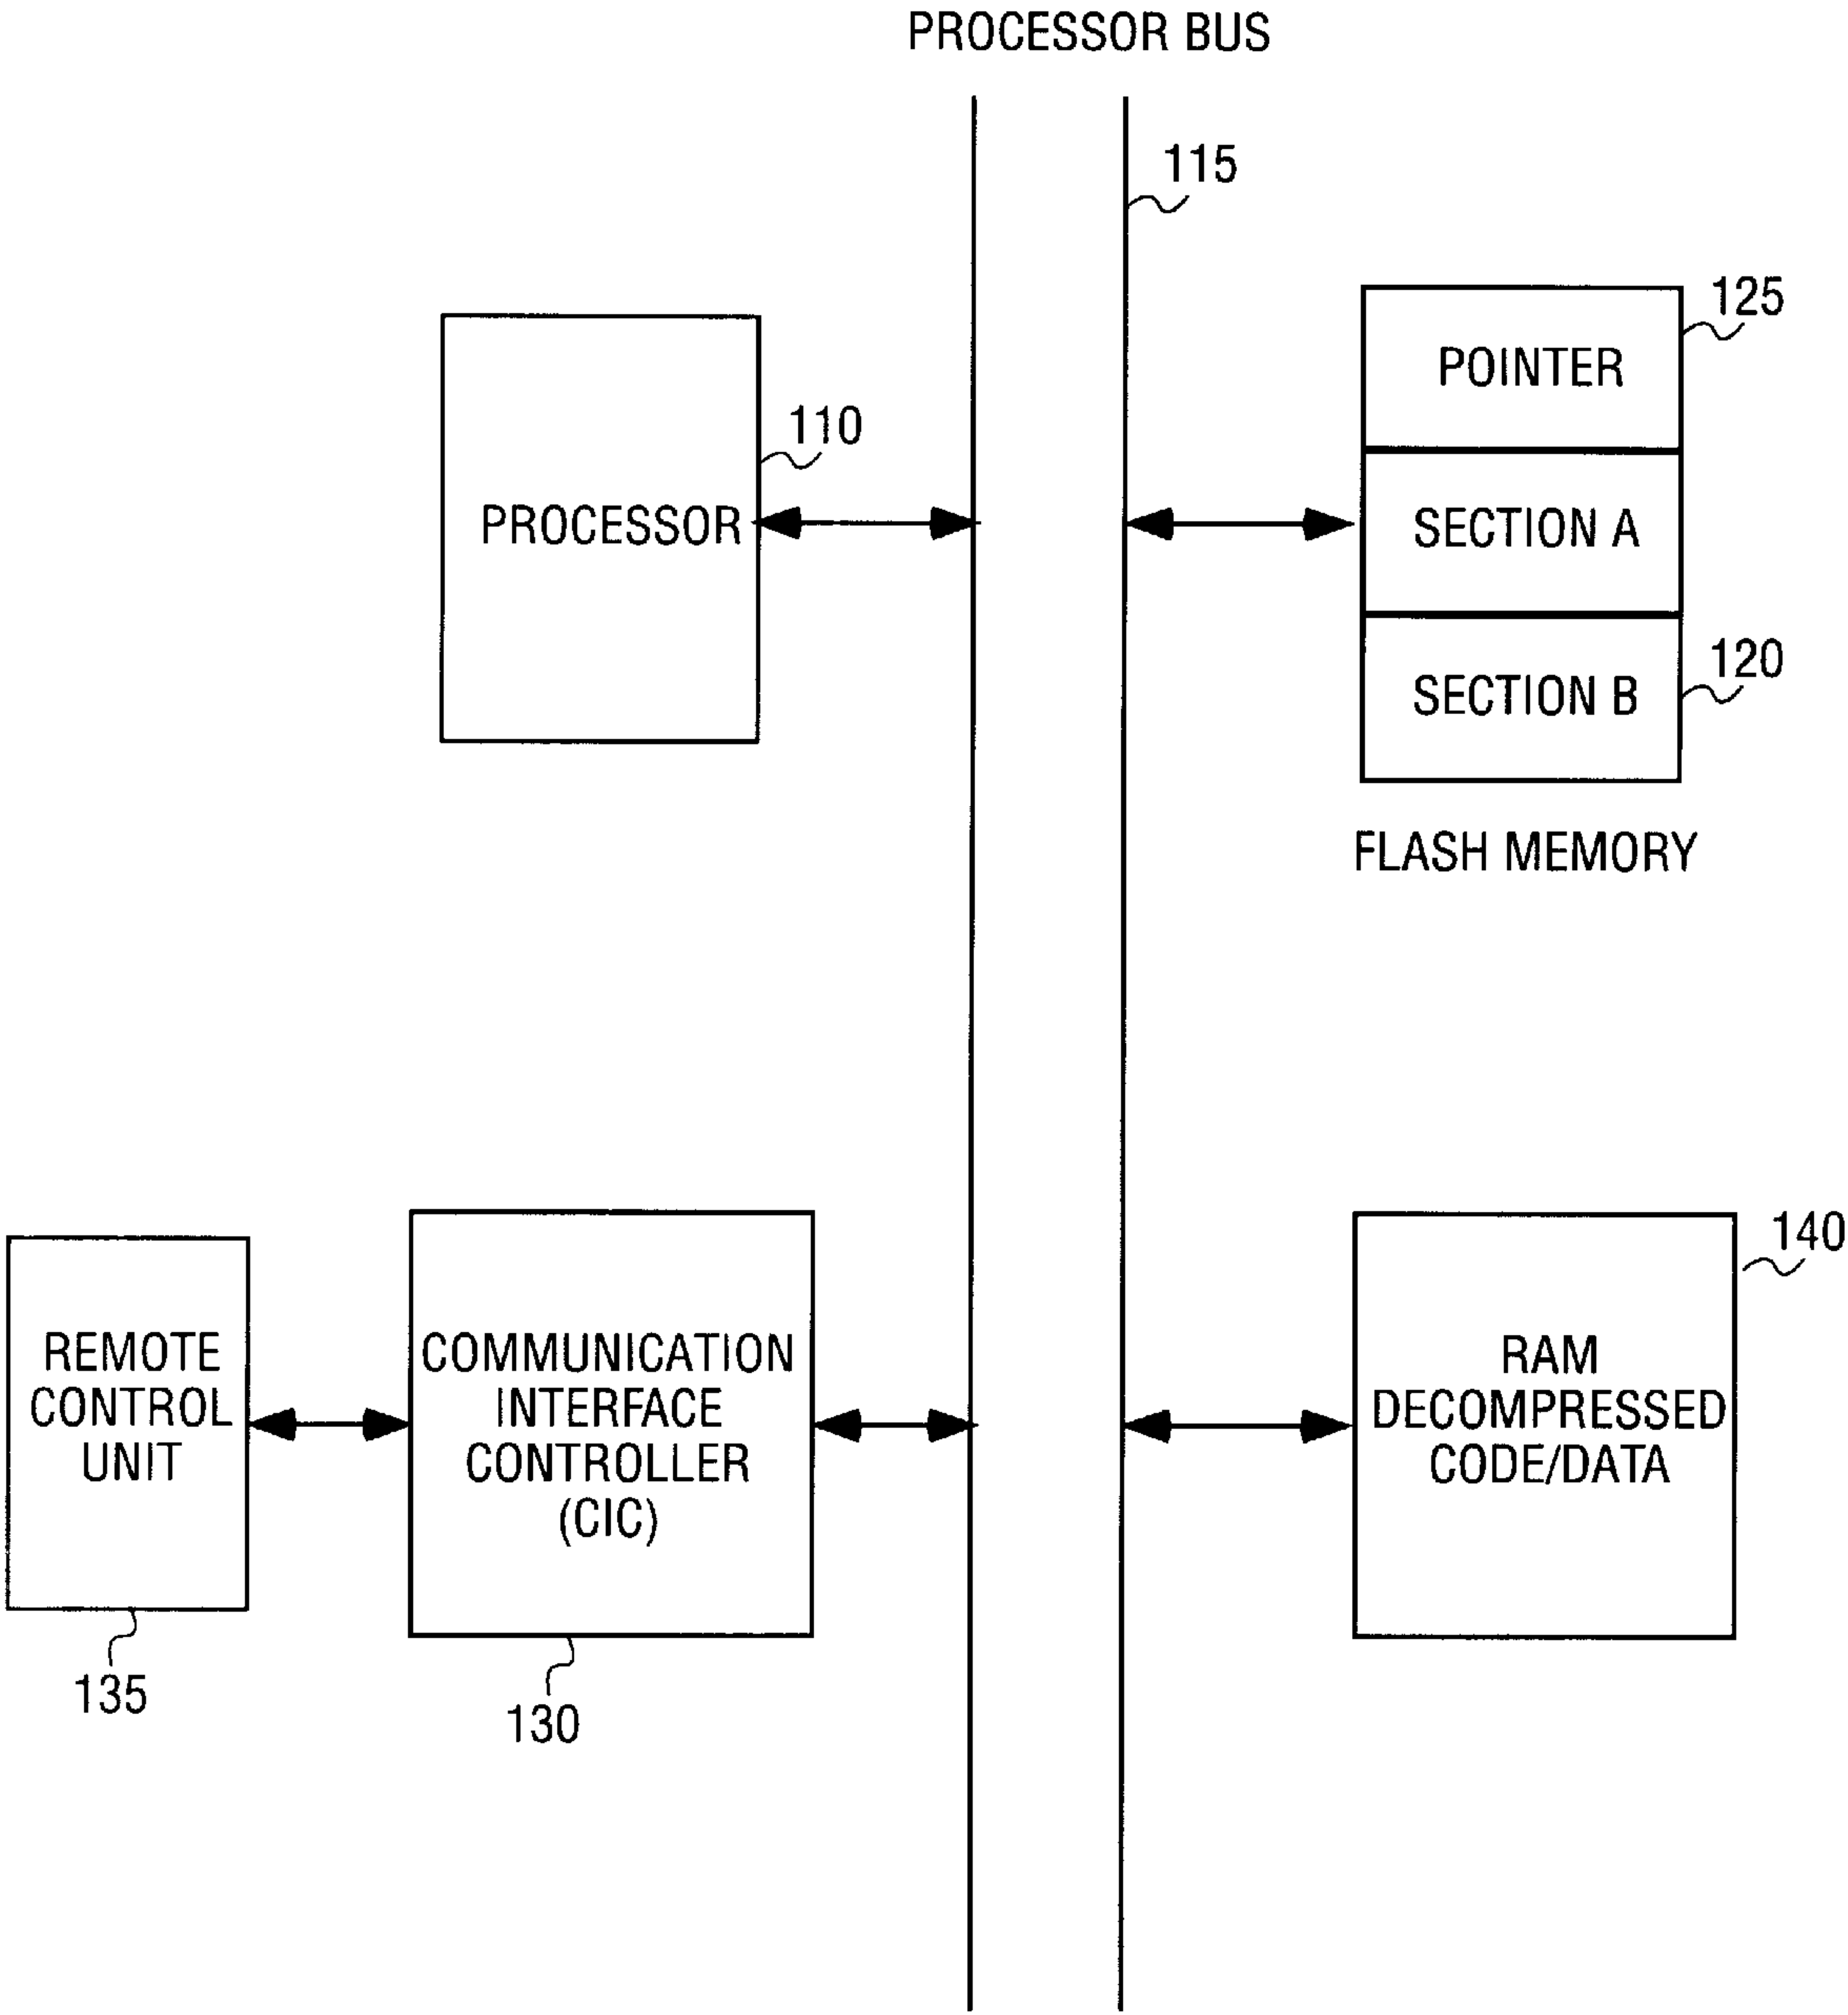 PROCESSOR BUS
115
125
POINTER
110
PROCESSOR
SECTION A
120
SECTION B
FLASH MEMORY
140
REMOTE
CONTROL
UNIT
COMMUNICATION
INTERFACE
CONTROLLER
(CIC)
RAM
DECOMPRESSED
CODE/DATA
135
130